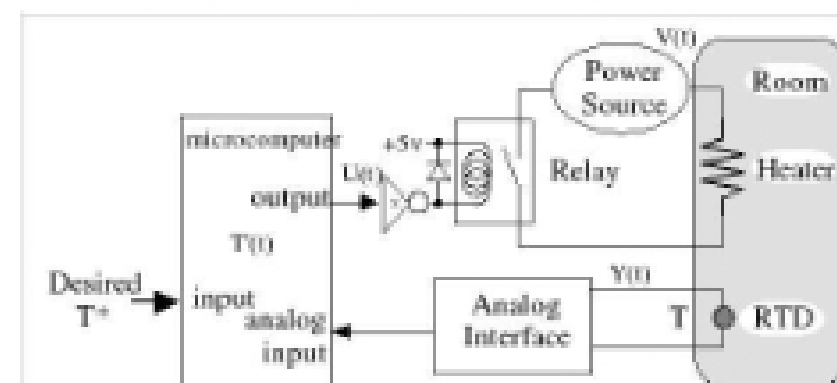 V(t)
Power
Source
Room
microcomputer
+5v
U(t)
Relay
Heater
output
T'(t)
Desired
T*
input
analog
input
Analog
Interface
Y(t)
T
RTD